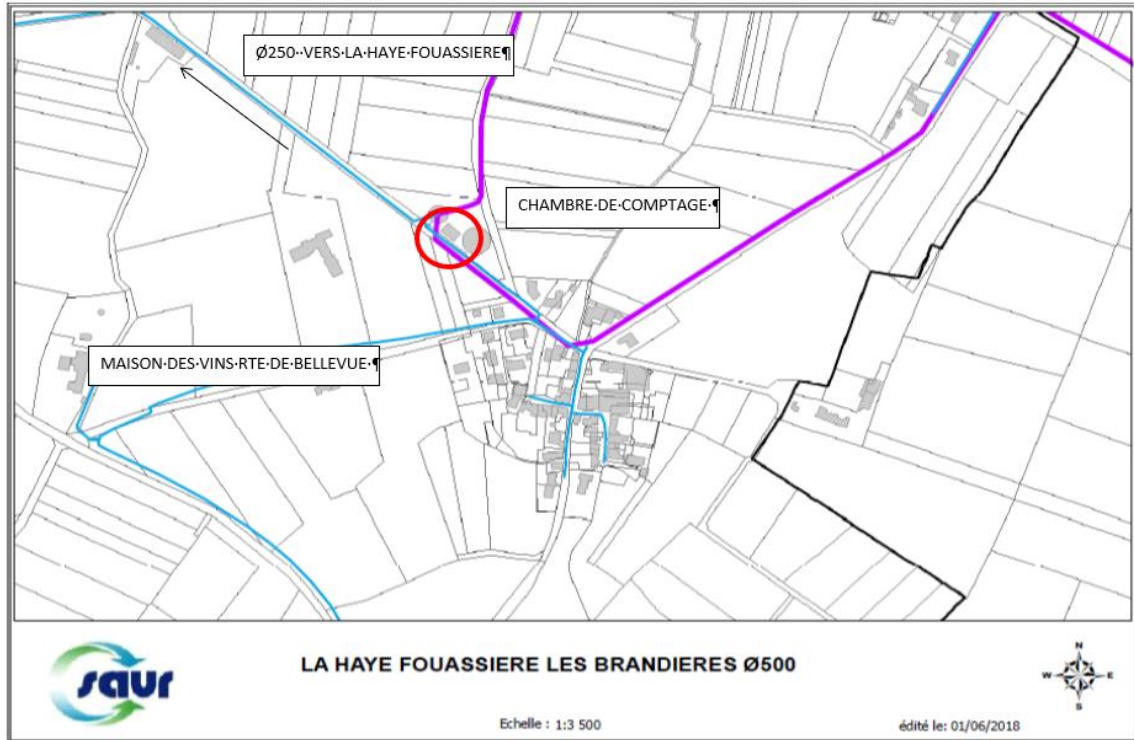 Ø250··VERS·LA·HAYE·FOUASSIERE¶
CHAMBRE·DE·COMPTAGE·¶
MAISON·DES·VINS·RTE·DE·BELLEVUE·¶
saur
LA HAYE FOUASSIERE LES BRANDIERES Ø500
N
W E
S
Echelle : 1:3 500
édité le: 01/06/2018